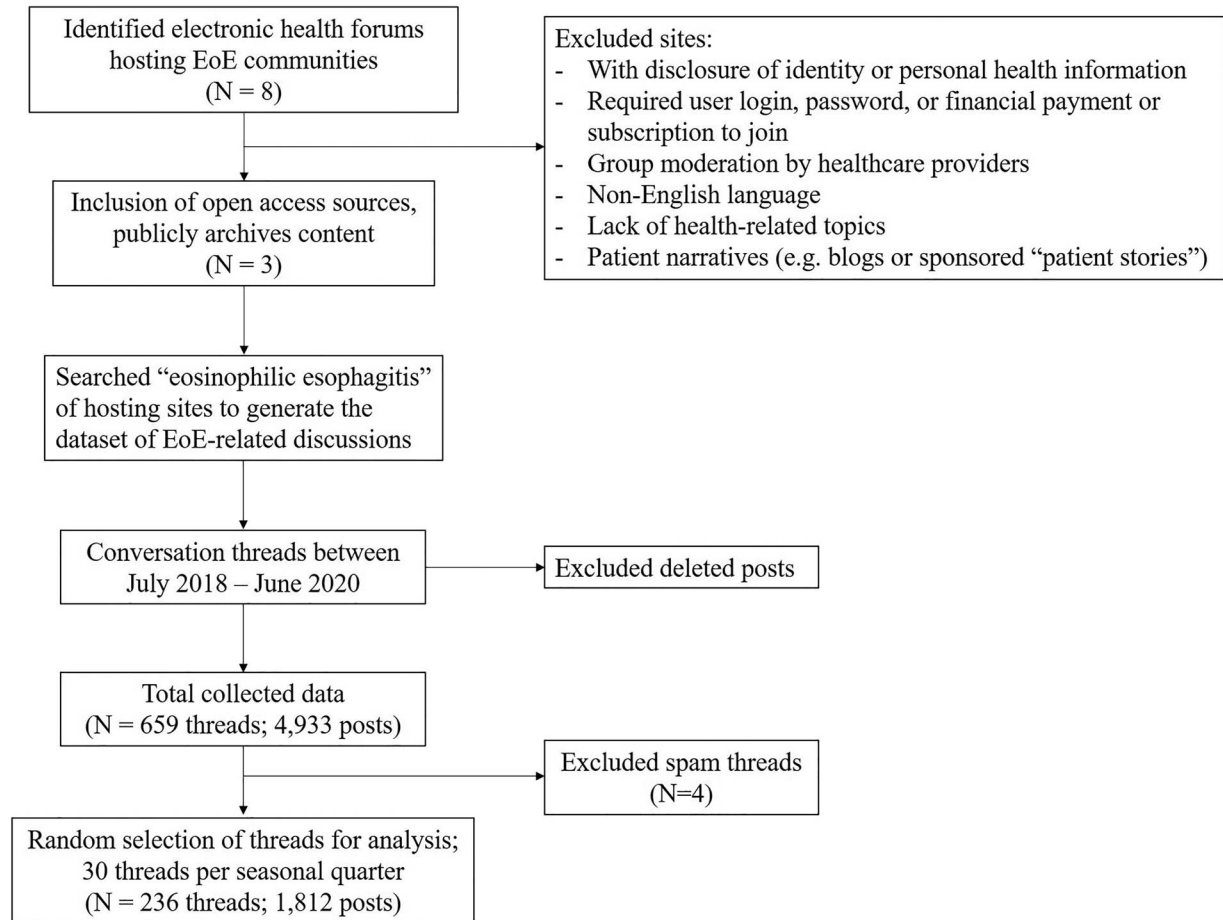 Identified electronic health forums
hosting EoE communities
(N = 8)
Excluded sites:
- With disclosure of identity or personal health information
- Required user login, password, or financial payment or
subscription to join
- Group moderation by healthcare providers
- Non-English language
- Lack of health-related topics
- Patient narratives (e.g. blogs or sponsored “patient stories”)
Inclusion of open access sources,
publicly archives content
(N = 3)
Searched “eosinophilic esophagitis”
of hosting sites to generate the
dataset of EoE-related discussions
Conversation threads between
July 2018 – June 2020
Excluded deleted posts
Total collected data
(N = 659 threads; 4,933 posts)
Excluded spam threads
(N=4)
Random selection of threads for analysis;
30 threads per seasonal quarter
(N = 236 threads; 1,812 posts)